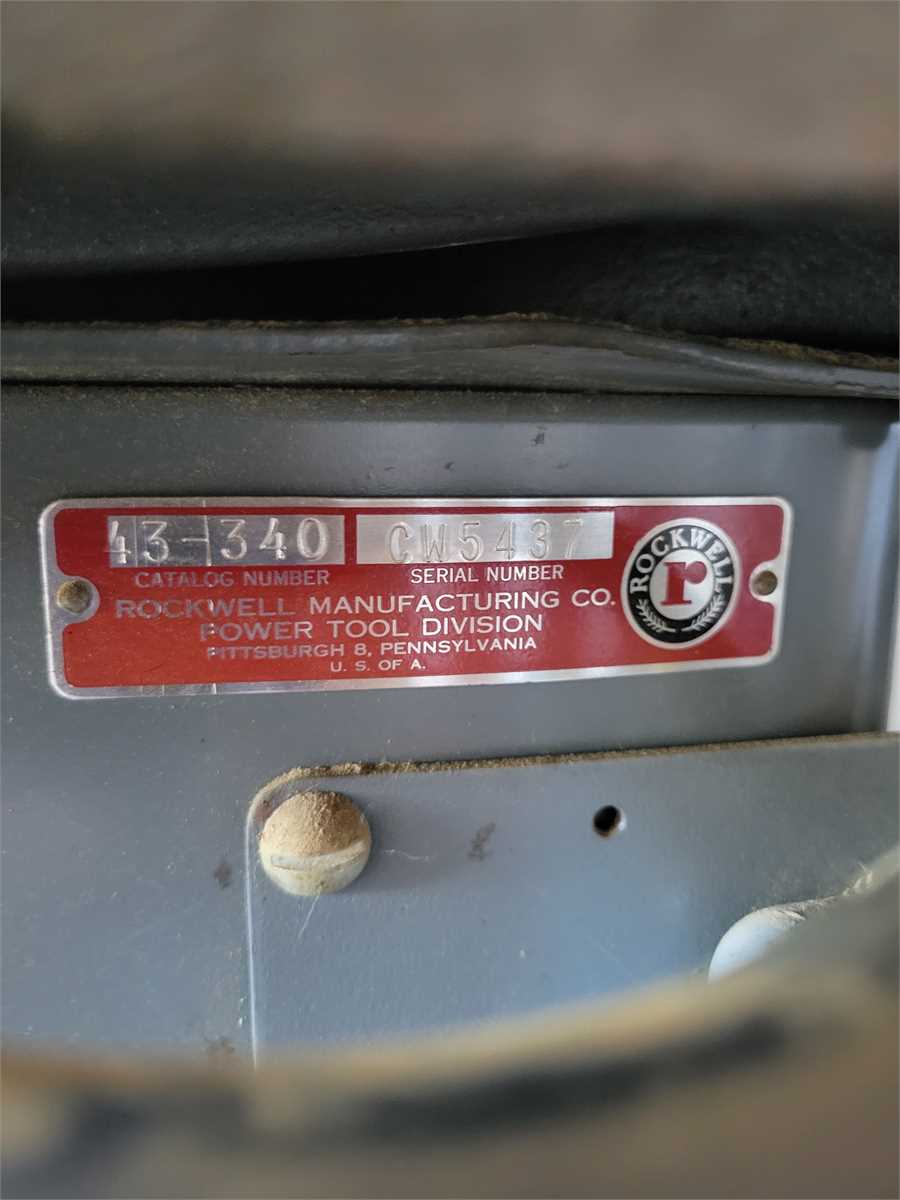 43-340 CW5437
CATALOG NUMBER SERIAL NUMBER
ROCKWELL MANUFACTURING CO.
POWER TOOL DIVISION
PITTSBURGH 8, PENNSYLVANIA
U. S. OF A.
ROCKWELL
r